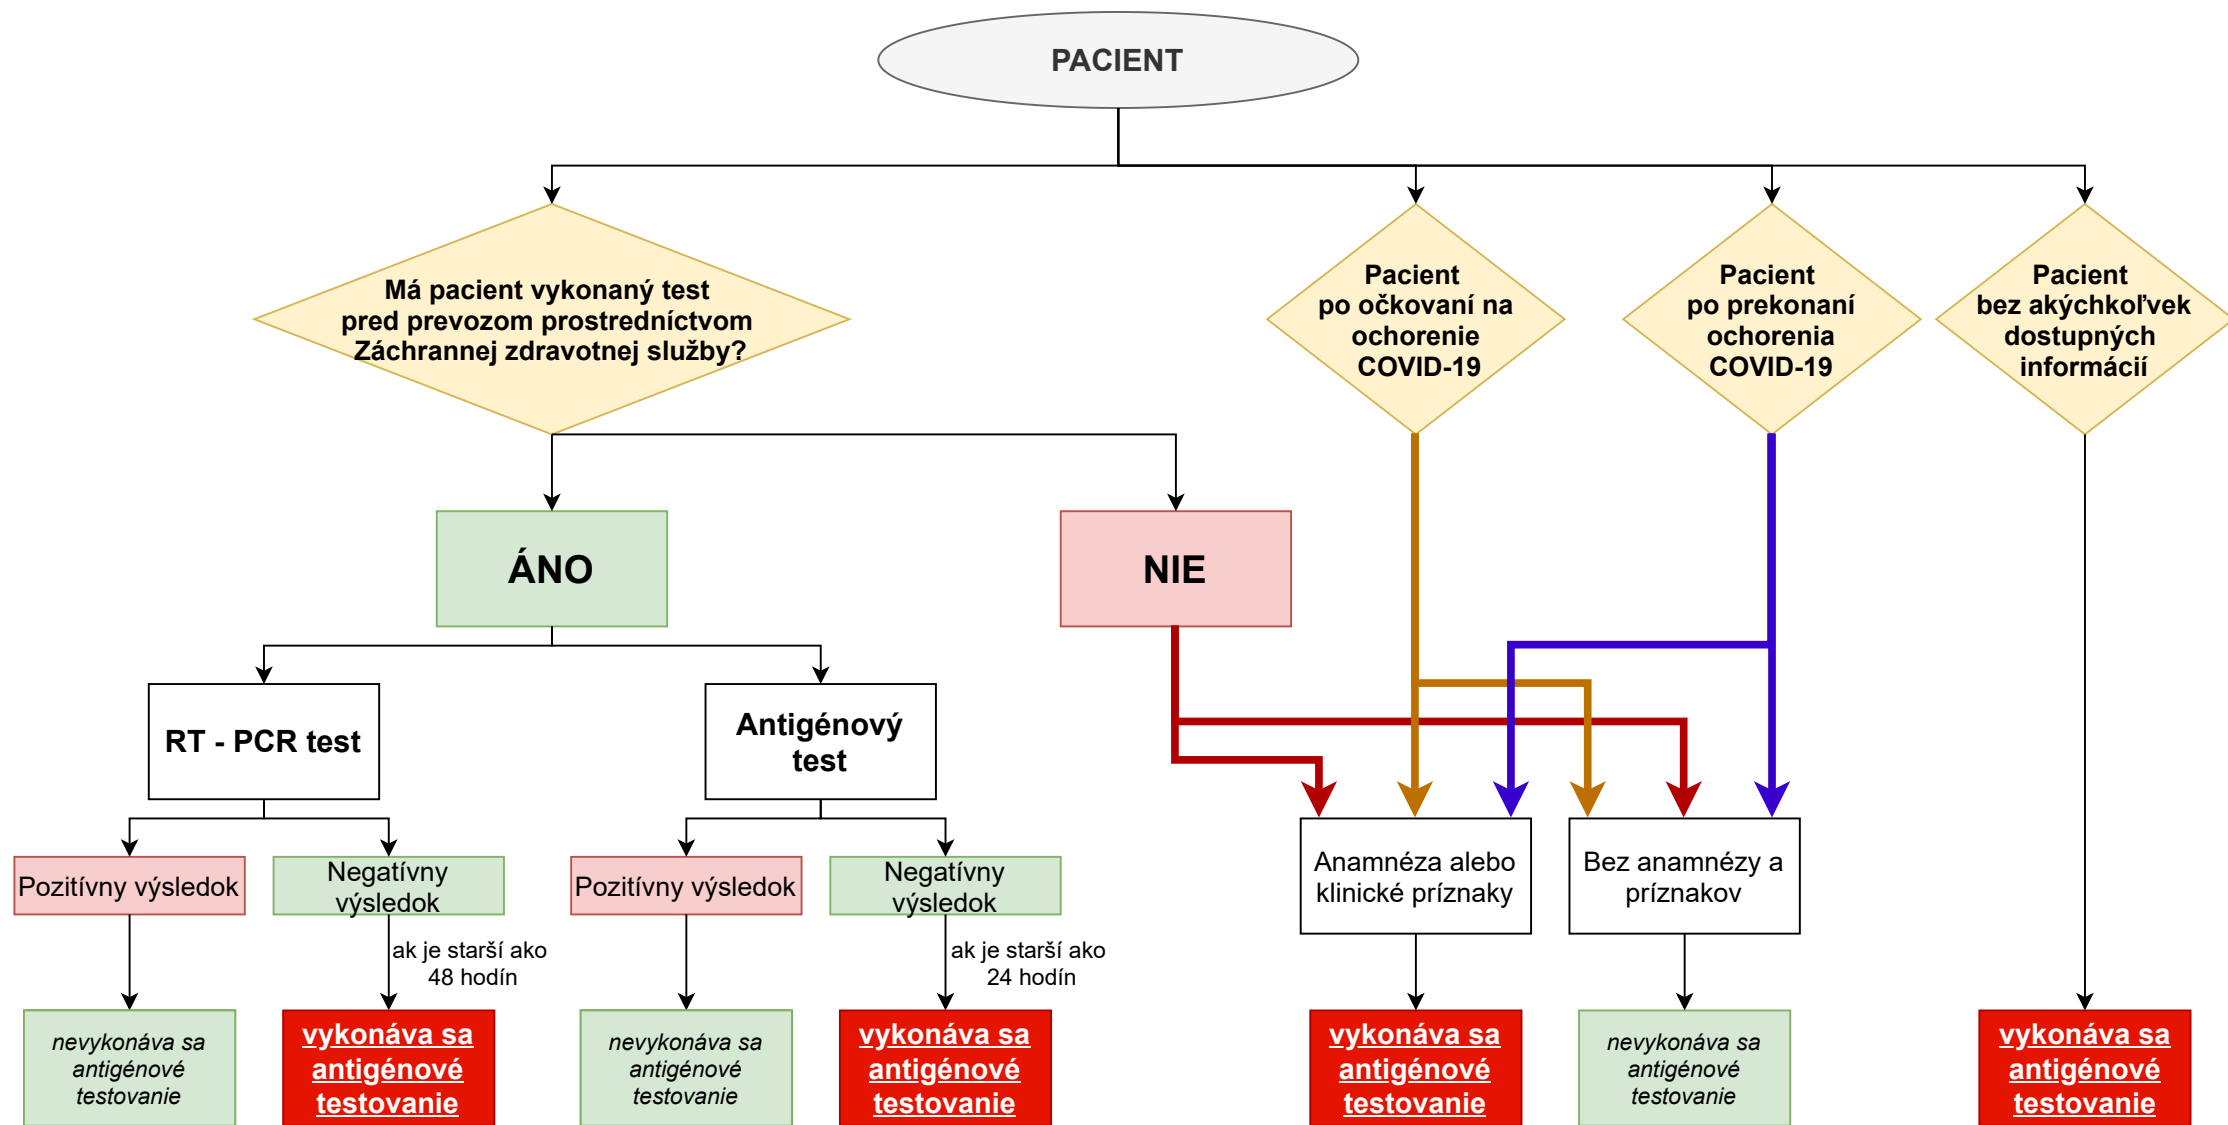 PACIENT
Má pacient vykonaný test
pred prevozom prostredníctvom
Záchrannej zdravotnej služby?
Pacient
po očkovaní na
ochorenie
COVID-19
Pacient
po prekonaní
ochorenia
COVID-19
Pacient
bez akýchkoľvek
dostupných
informácií
ÁNO
NIE
RT - PCR test
Antigénový
test
Pozitívny výsledok
Negatívny
výsledok
Pozitívny výsledok
Negatívny
výsledok
Anamnéza alebo
klinické príznaky
Bez anamnézy a
príznakov
ak je starší ako
48 hodín
ak je starší ako
24 hodín
nevykonáva sa
antigénové
testovanie
vykonáva sa
antigénové
testovanie
nevykonáva sa
antigénové
testovanie
vykonáva sa
antigénové
testovanie
vykonáva sa
antigénové
testovanie
nevykonáva sa
antigénové
testovanie
vykonáva sa
antigénové
testovanie